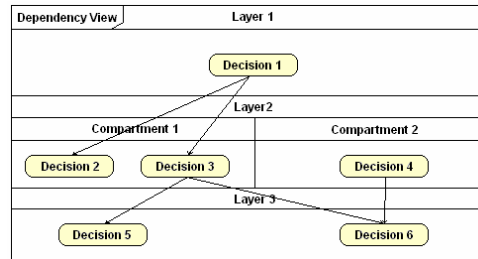 Dependency View
Layer 1
Decision 1
Layer2
Compartment 1
Compartment 2
Decision 2
Decision 3
Decision 4
Layer 3
Decision 5
Decision 6